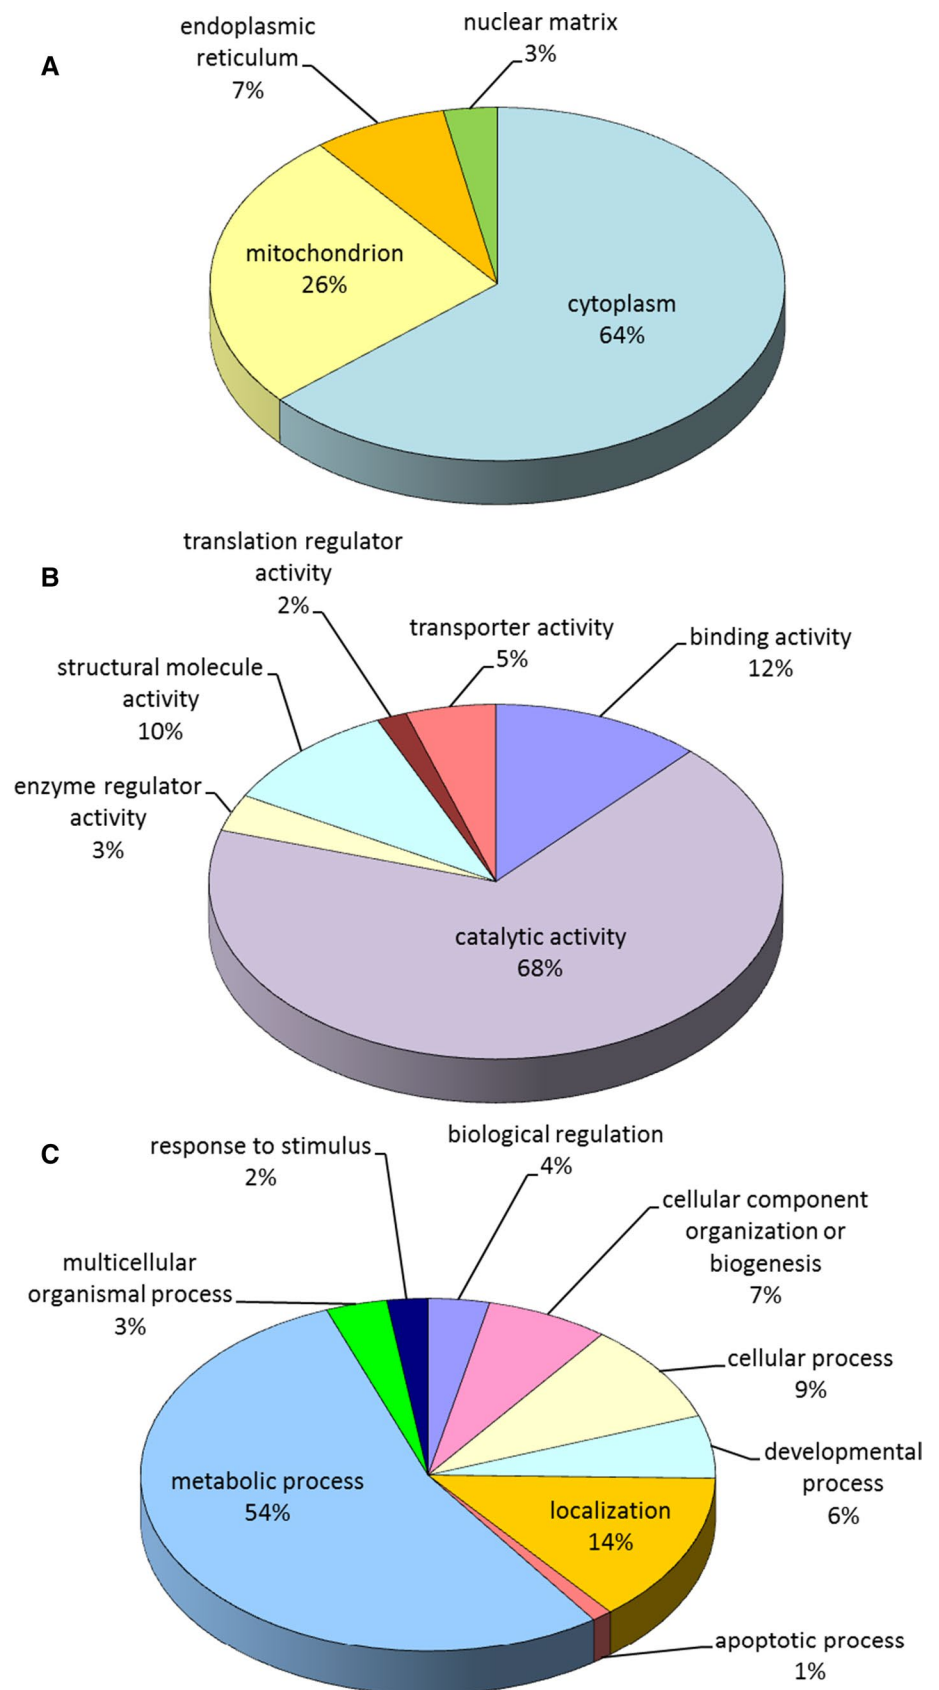 A
endoplasmic
reticulum
7%
nuclear matrix
3%
mitochondrion
26%
cytoplasm
64%
B
translation regulator
activity
2%
transporter activity
5%
binding activity
12%
structural molecule
activity
10%
enzyme regulator
activity
3%
catalytic activity
68%
C
response to stimulus
2%
biological regulation
4%
cellular component
organization or
biogenesis
7%
multicellular
organismal process
3%
cellular process
9%
developmental
process
6%
metabolic process
54%
localization
14%
apoptotic process
1%